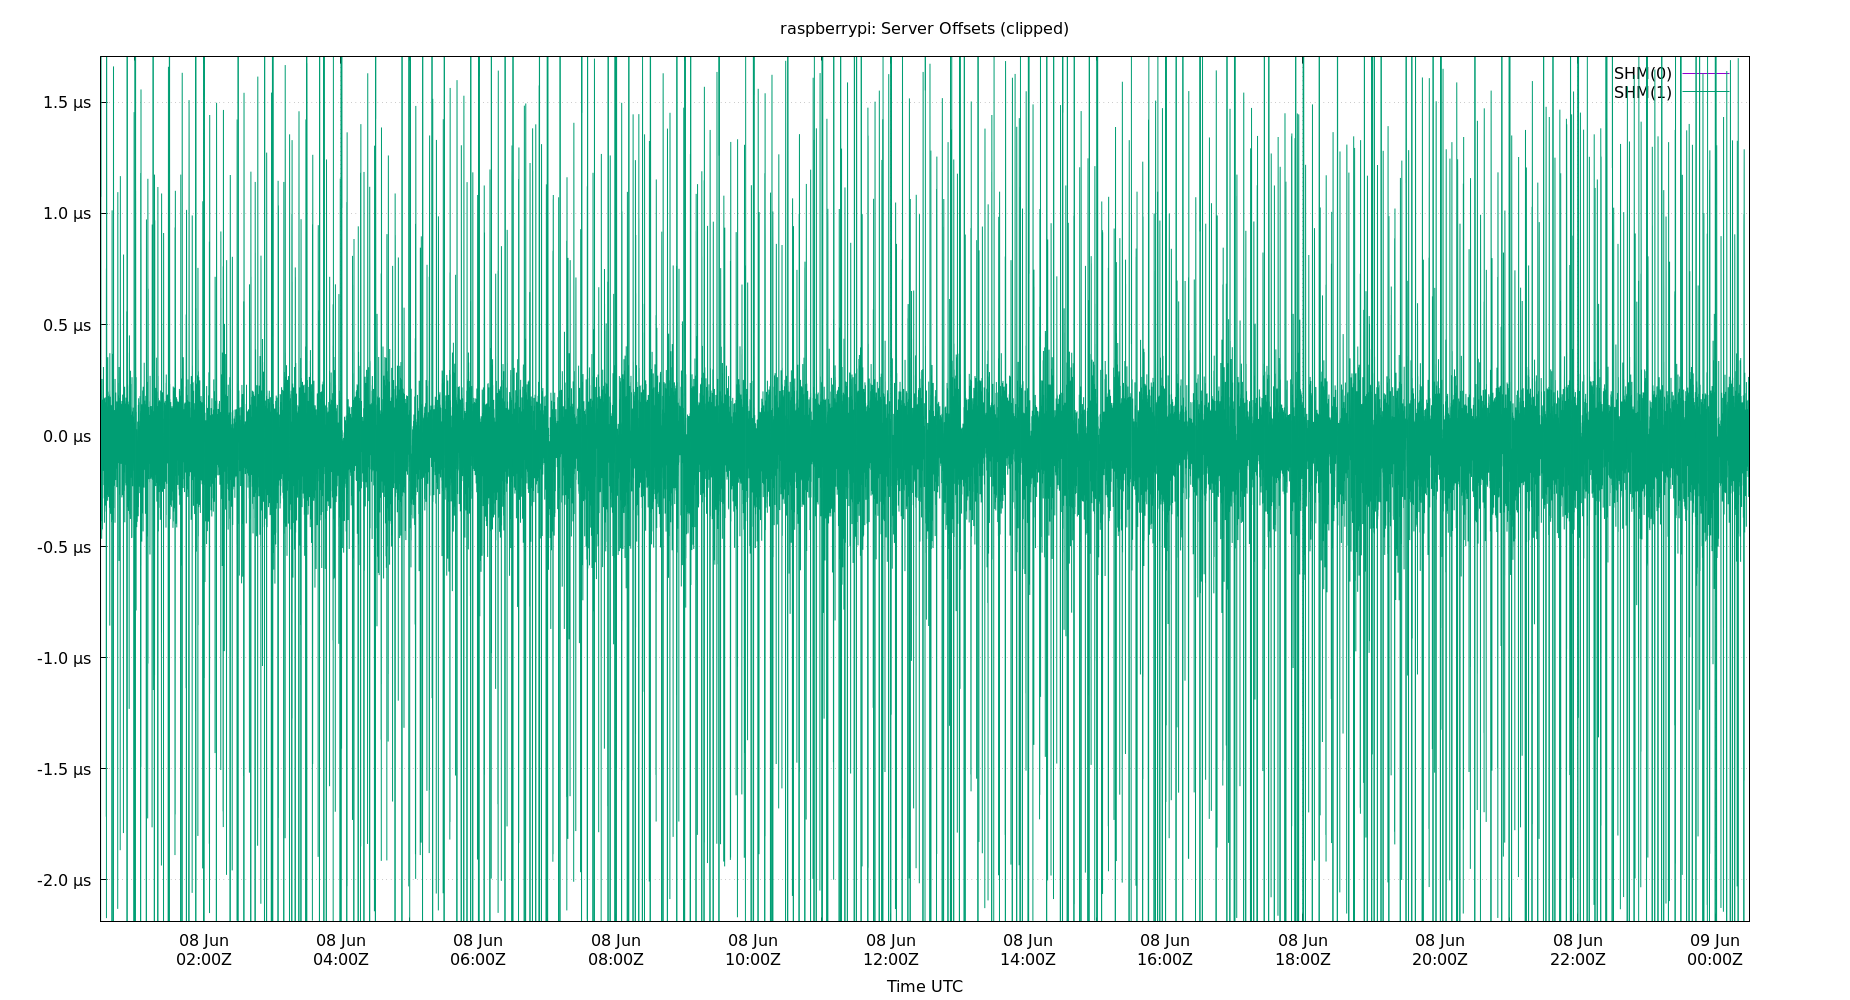 raspberrypi: Server Offsets (clipped)
SHM(0)
SHM(1)
1.5 µs
1.0 µs
0.5 µs
0.0 µs
-0.5 µs
-1.0 µs
-1.5 µs
-2.0 µs
08 Jun 08 Jun 08 Jun 08 Jun 08 Jun 08 Jun 08 Jun 08 Jun 08 Jun 08 Jun 08 Jun 09 Jun
02:00Z 04:00Z 06:00Z 08:00Z 10:00Z 12:00Z 14:00Z 16:00Z 18:00Z 20:00Z 22:00Z 00:00Z
Time UTC